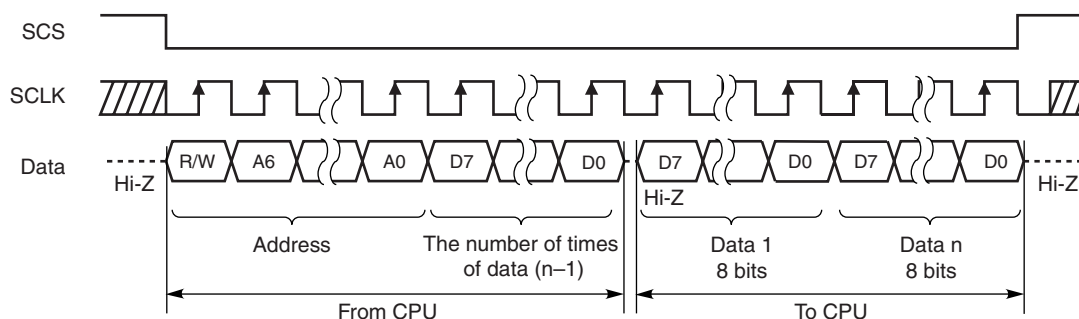 SCS
SCLK
Data
R/W A6 A0 D7 D0 D7 D0 D7 D0
Hi-Z Hi-Z Hi-Z
Address
The number of times
of data (n–1)
Data 1
8 bits
Data n
8 bits
From CPU
To CPU